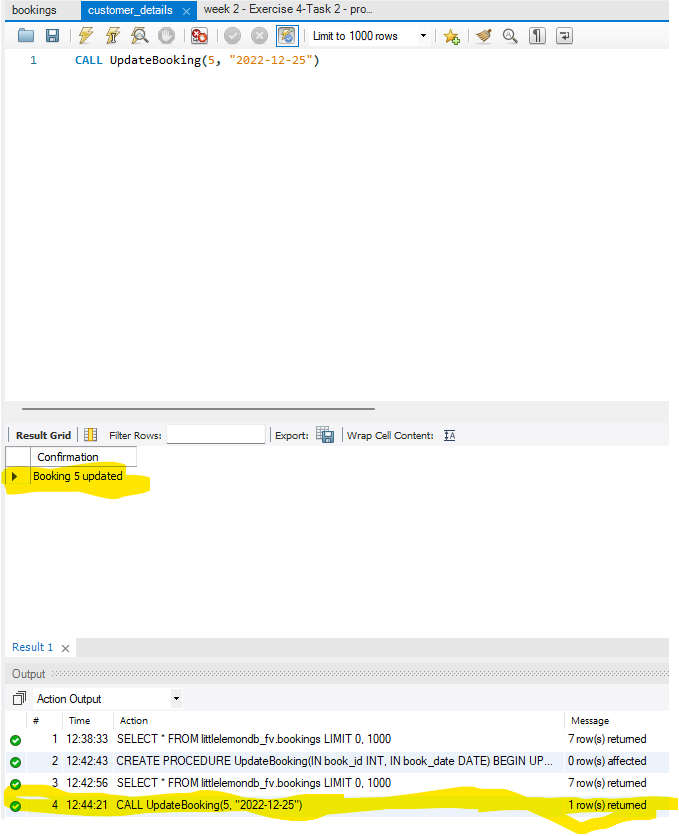 bookings customer_details week 2 - Exercise 4-Task 2 - pro...
Limit to 1000 rows
1 CALL UpdateBooking(5, "2022-12-25")
Result Grid Filter Rows: Export: Wrap Cell Content:
Confirmation
Booking 5 updated
Result 1
Output
Action Output
# Time Action Message
1 12:38:33 SELECT * FROM littlelemondb_fv.bookings LIMIT 0, 1000 7 row(s) returned
2 12:42:43 CREATE PROCEDURE UpdateBooking(IN book_id INT, IN book_date DATE) BEGIN UP... 0 row(s) affected
3 12:42:56 SELECT * FROM littlelemondb_fv.bookings LIMIT 0, 1000 7 row(s) returned
4 12:44:21 CALL UpdateBooking(5, "2022-12-25") 1 row(s) returned